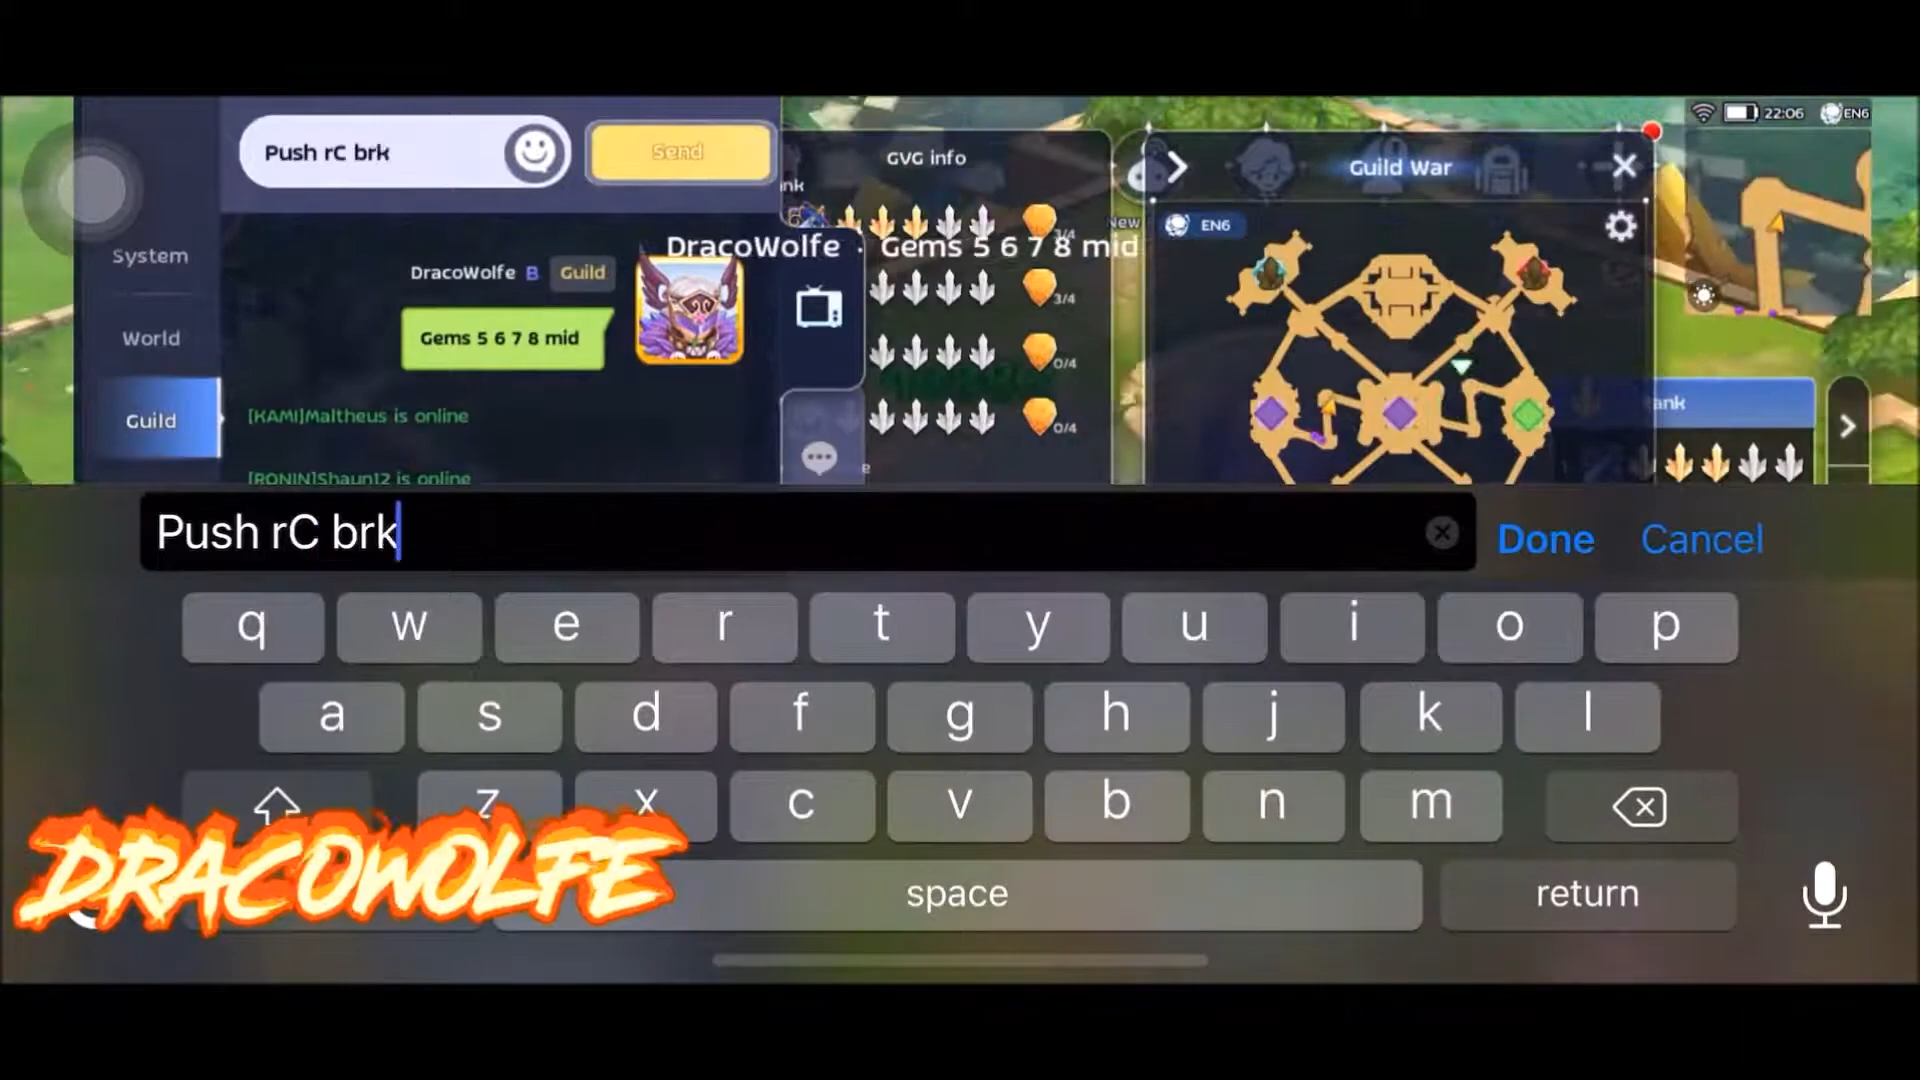 Push rC brk
Send
System
World
Guild
DracoWolfe B Guild
Gems 5 6 7 8 mid
[KAMI]Maltheus is online
[RONIN]Shaun12 is online
DracoWolfe · Gems 5 6 7 8 mid
GVG info
nk
3/4
3/4
0/4
0/4
New
Guild War
EN6
22:06
EN6
ank
Push rC brk
Done
Cancel
q w e r t y u i o p
a s d f g h j k l
z x c v b n m
space
return
DRACOWOLFE